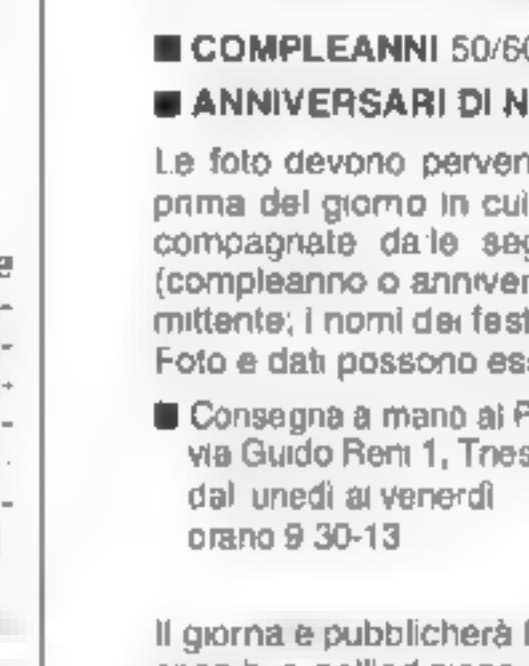 ■ COMPLEANNI 50/60
■ ANNIVERSARI DI N
Le foto devono perven
prima del giorno in cui
compagnate dalle seg
(compleanno o anniver
mittente; i nomi dei fest
Foto e dati possono ess
■ Consegna a mano al P
via Guido Reni 1, Tries
dal lunedì al venerdì
orario 9 30-13
Il giornale pubblicherà f